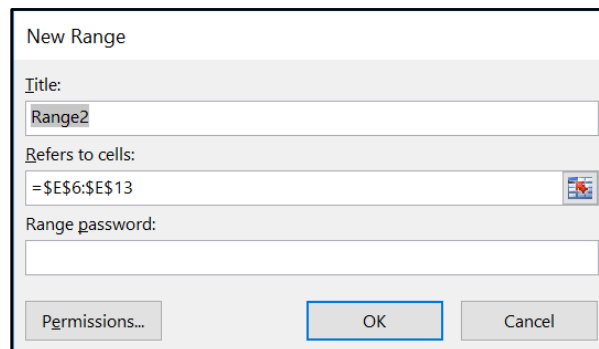 New Range
Title:
Range2
Refers to cells:
=$E$6:$E$13
Range password:
Permissions... OK Cancel